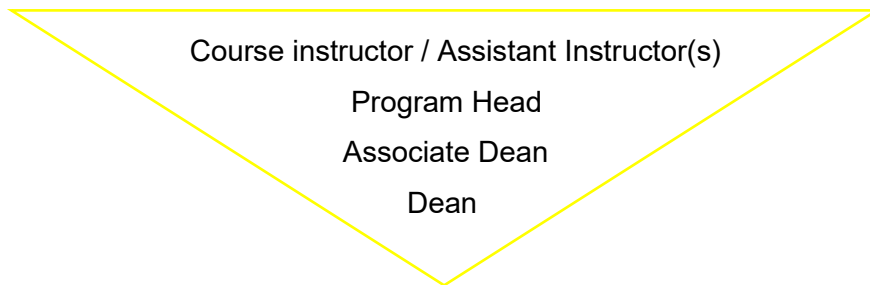 Course instructor / Assistant Instructor(s)
Program Head
Associate Dean
Dean